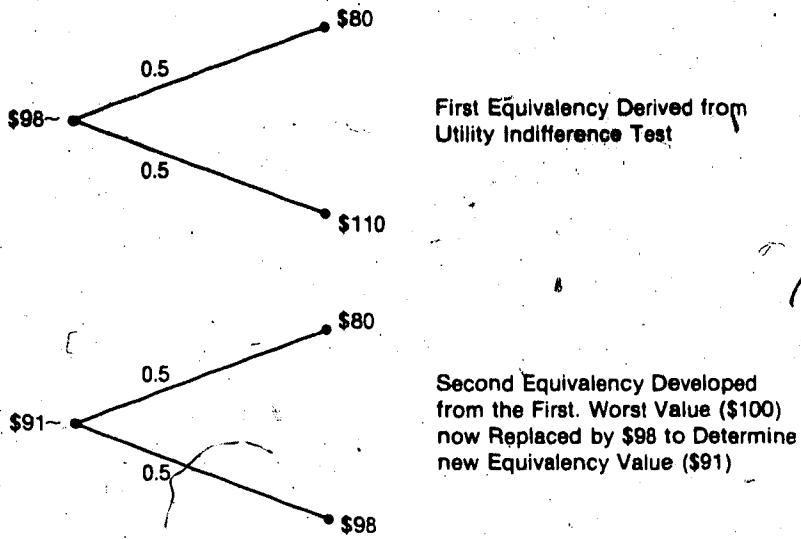 $80
0.5
$98~
First Equivalency Derived from
Utility Indifference Test
0.5
$110
$80
0.5
Second Equivalency Developed
from the First. Worst Value ($100)
$91~
now Replaced by $98 to Determine
new Equivalency Value ($91)
0.5
$98